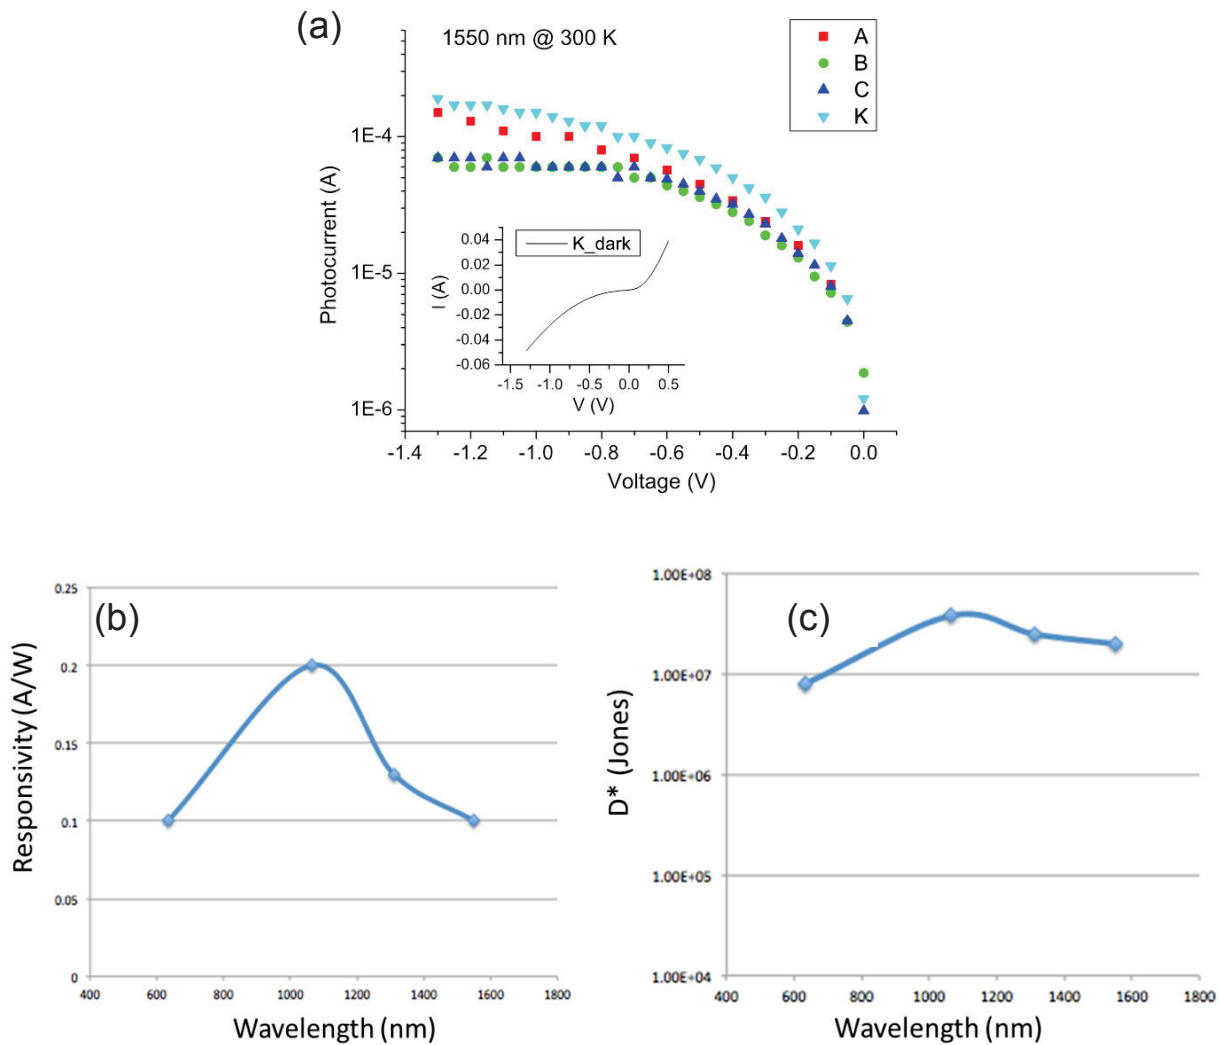 (a)
1550 nm @ 300 K
A
B
C
K
1E-4
1E-5
1E-6
Photocurrent (A)
K_dark
0.04
0.02
0.00
-0.02
-0.04
-0.06
I (A)
-1.5 -1.0 -0.5 0.0 0.5
V (V)
-1.4 -1.2 -1.0 -0.8 -0.6 -0.4 -0.2 0.0
Voltage (V)
(b)
0.25
0.2
0.15
0.1
0.05
0
Responsivity (A/W)
400 600 800 1000 1200 1400 1600 1800
Wavelength (nm)
(c)
1.00E+08
1.00E+07
1.00E+06
1.00E+05
1.00E+04
D* (Jones)
400 600 800 1000 1200 1400 1600 1800
Wavelength (nm)